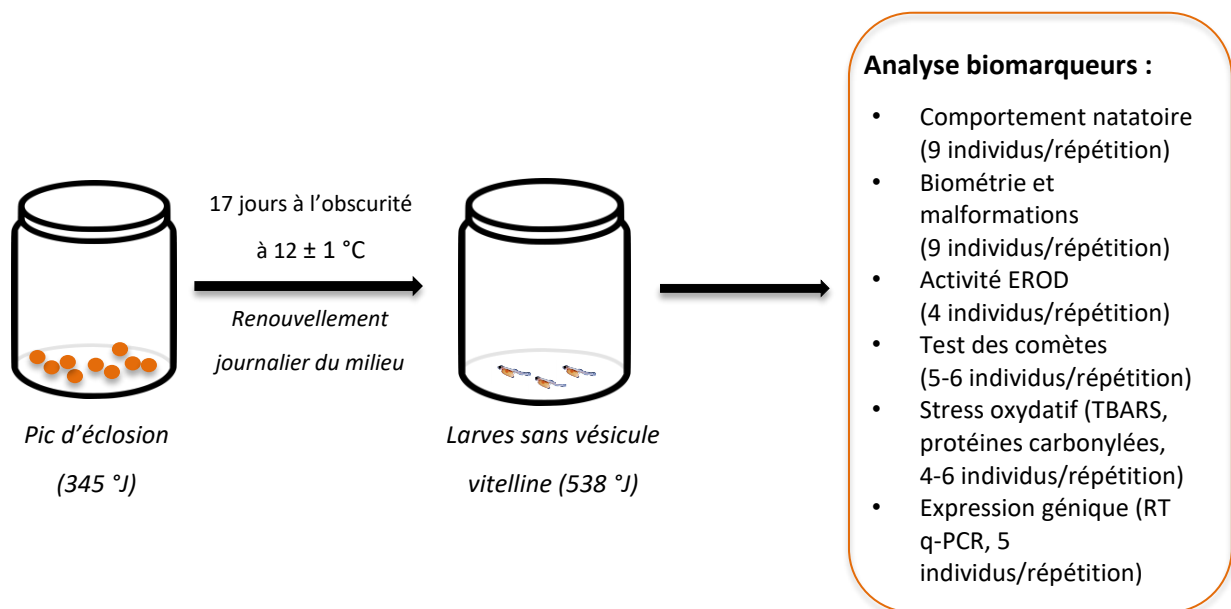 17 jours à l’obscurité
à 12 ± 1 °C
Renouvellement
journalier du milieu
Pic d’éclosion
(345 °J)
Larves sans vésicule
vitelline (538 °J)
Analyse biomarqueurs :
• Comportement natatoire
(9 individus/répétition)
• Biométrie et
malformations
(9 individus/répétition)
• Activité EROD
(4 individus/répétition)
• Test des comètes
(5-6 individus/répétition)
• Stress oxydatif (TBARS,
protéines carbonylées,
4-6 individus/répétition)
• Expression génique (RT
q-PCR, 5
individus/répétition)